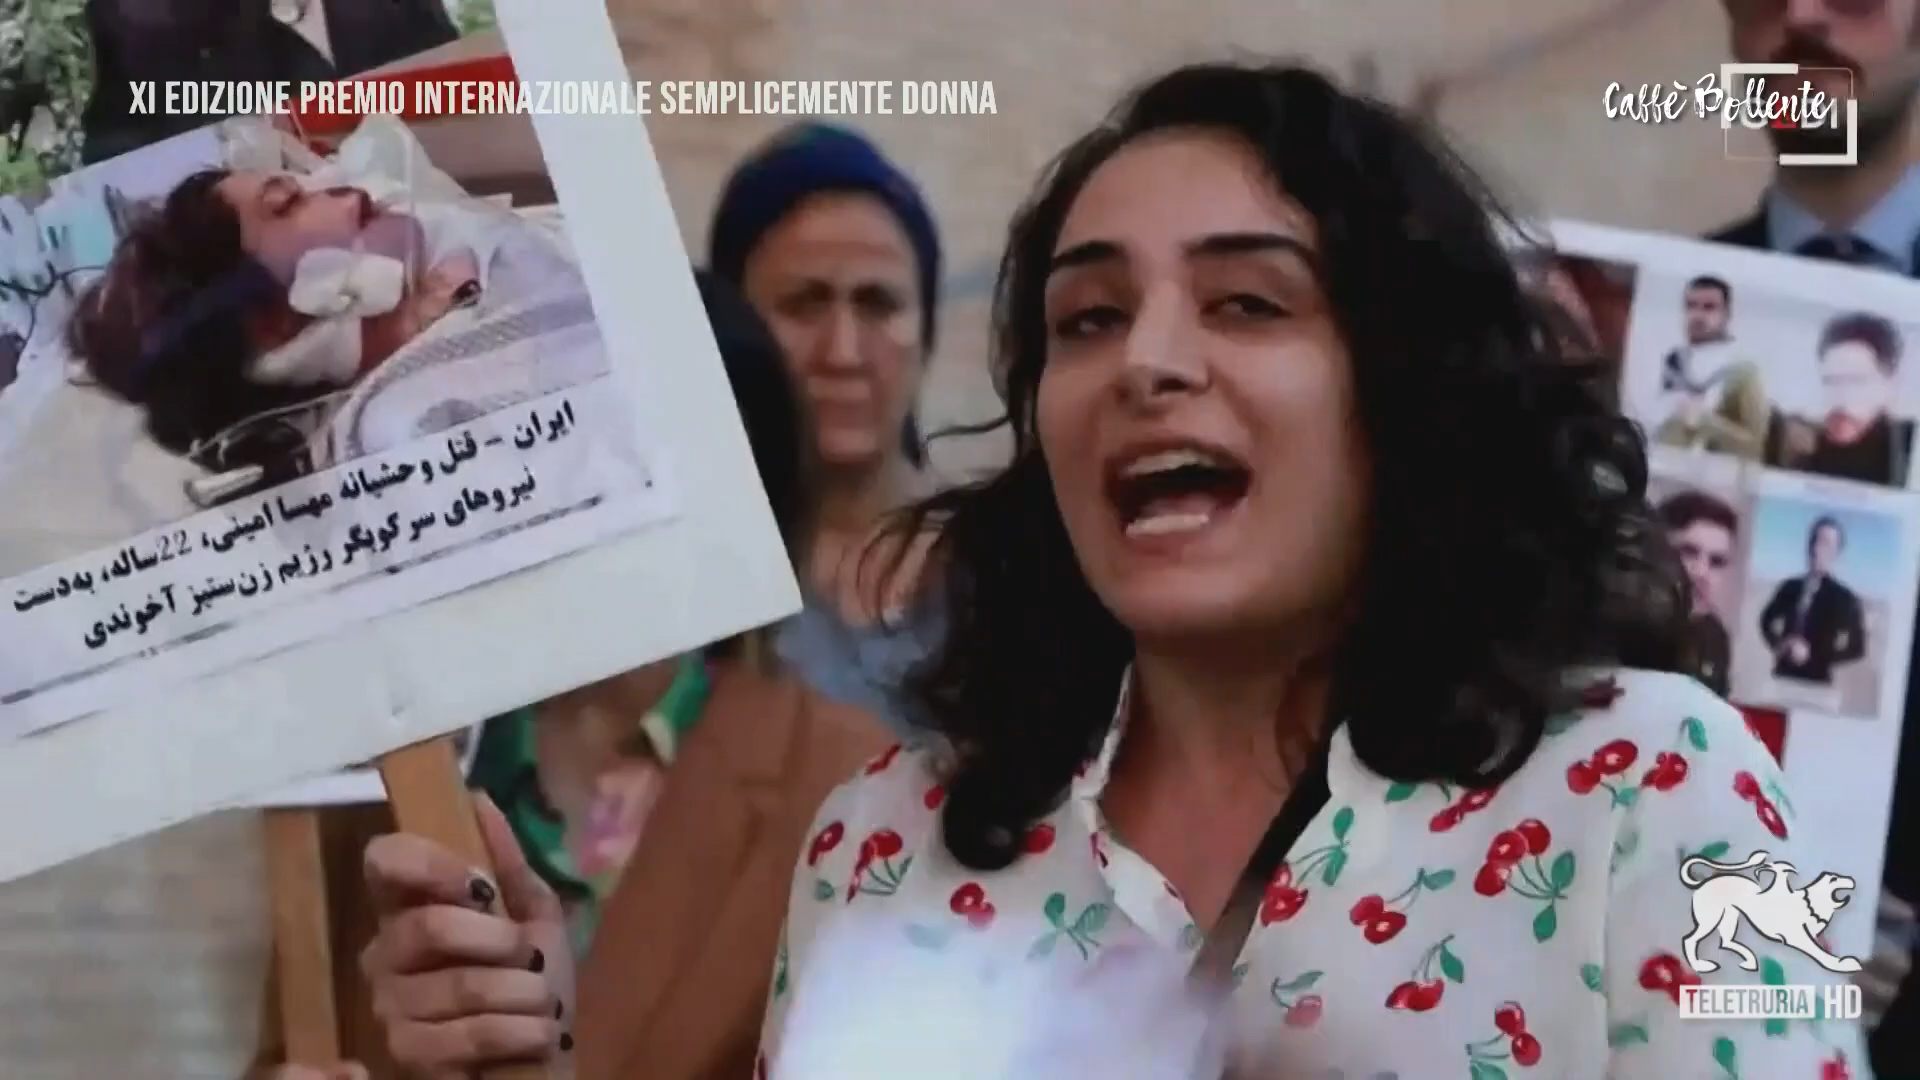 XI EDIZIONE PREMIO INTERNAZIONALE SEMPLICEMENTE DONNA
Caffè Bollente
ایران - قتل وحشیانه مهسا امینی، 22ساله، به‌دست
نیروهای سرکوبگر رژیم زن‌ستیز آخوندی
TELETRURIA HD